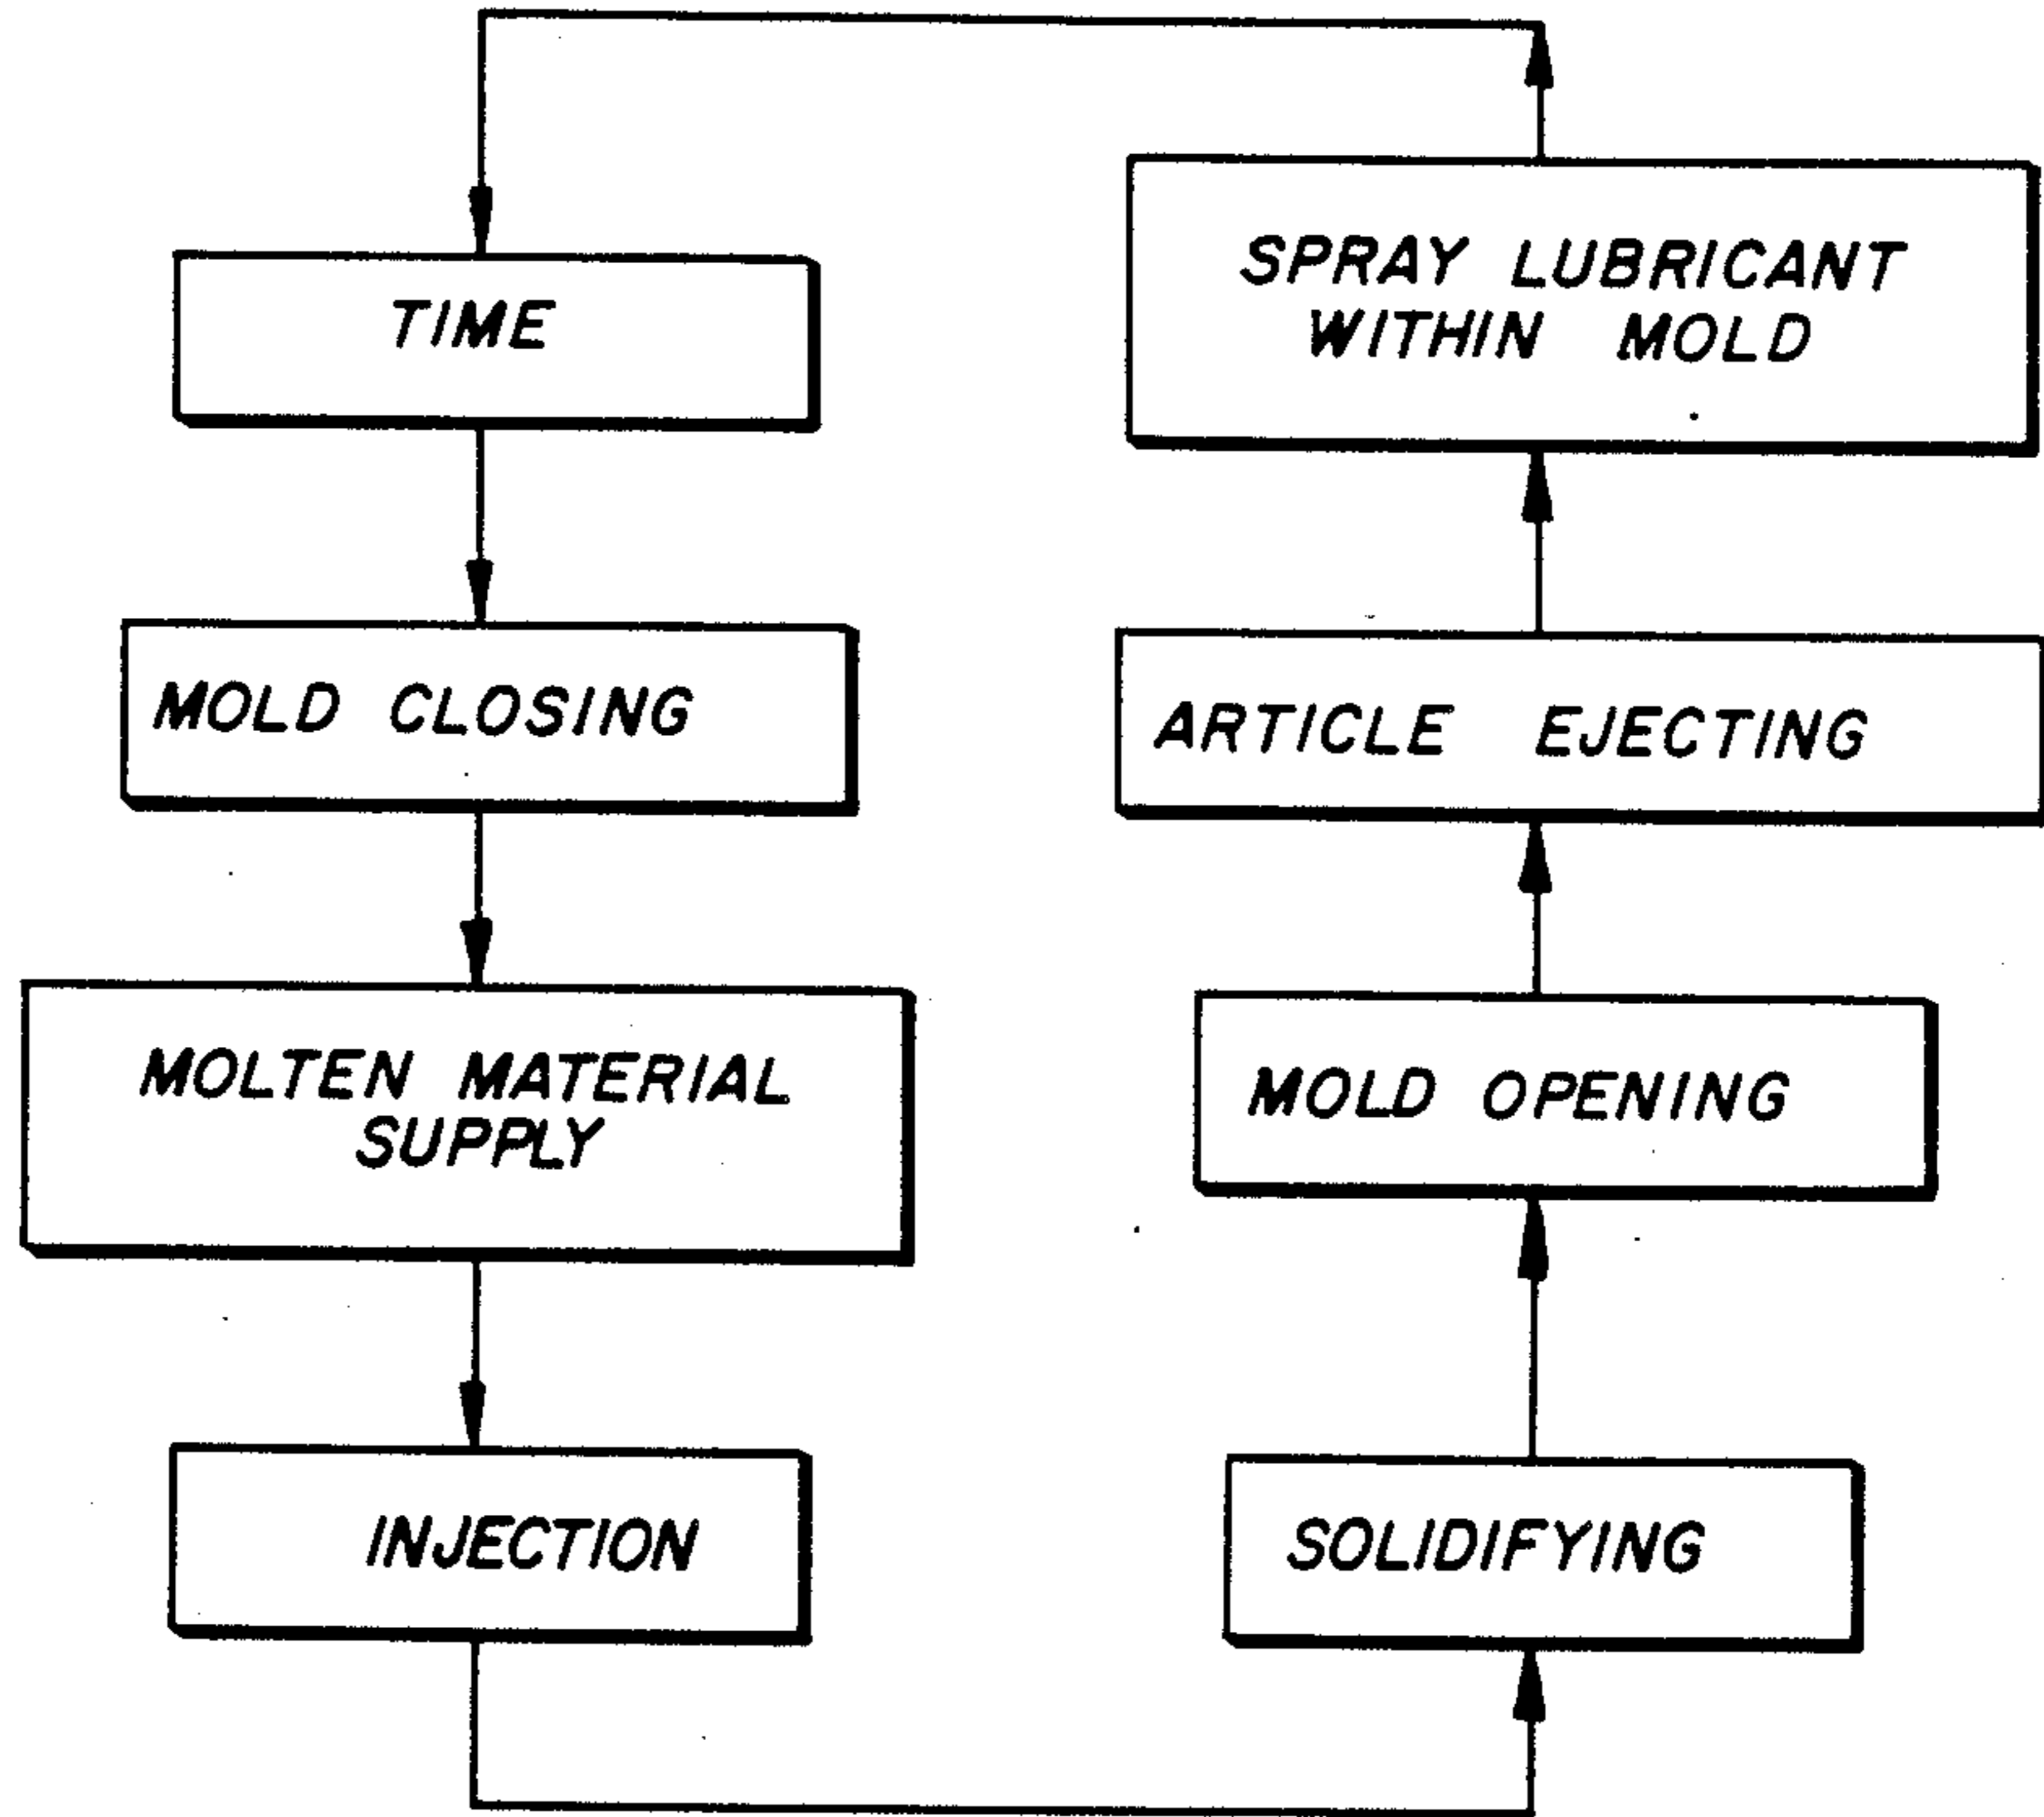 TIME
SPRAY LUBRICANT
WITHIN MOLD
MOLD CLOSING
ARTICLE EJECTING
MOLTEN MATERIAL
SUPPLY
MOLD OPENING
INJECTION
SOLIDIFYING